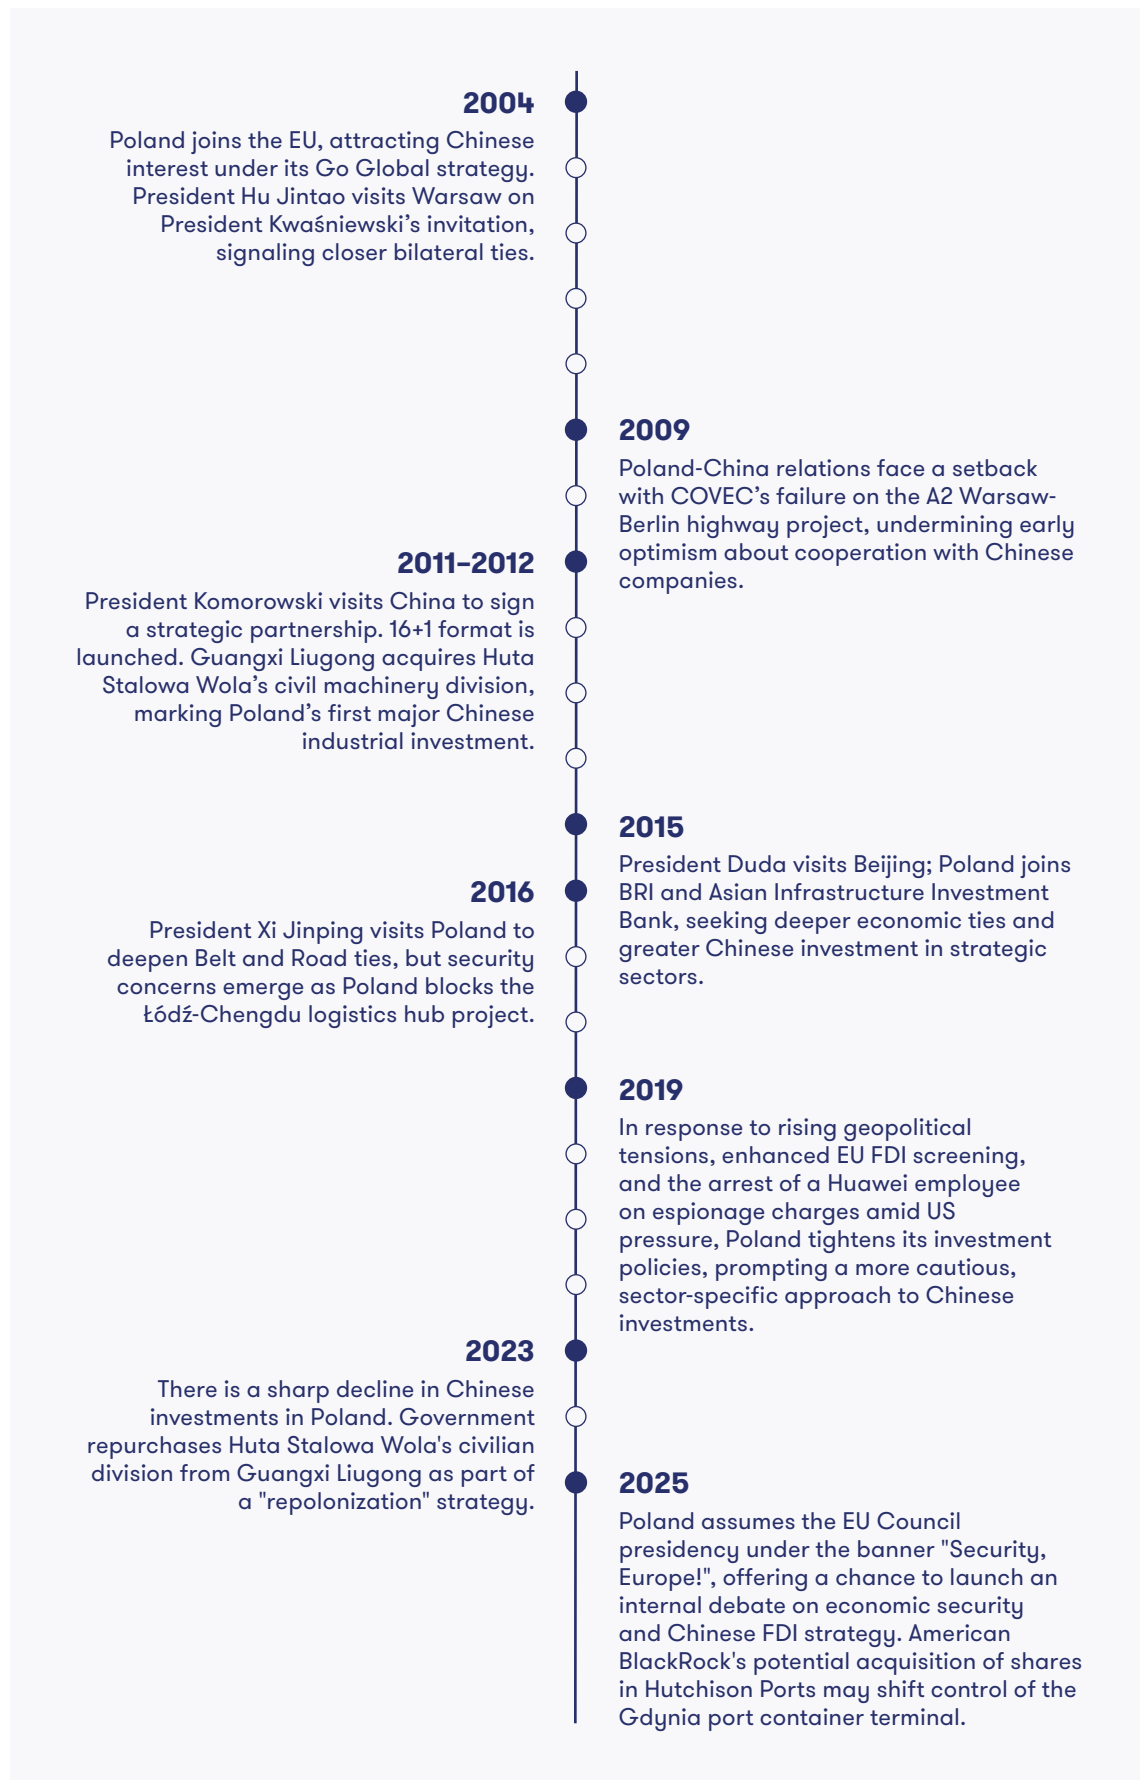 2004
Poland joins the EU, attracting Chinese
interest under its Go Global strategy.
President Hu Jintao visits Warsaw on
President Kwaśniewski’s invitation,
signaling closer bilateral ties.
2009
Poland-China relations face a setback
with COVEC’s failure on the A2 Warsaw-
Berlin highway project, undermining early
optimism about cooperation with Chinese
companies.
2011–2012
President Komorowski visits China to sign
a strategic partnership. 16+1 format is
launched. Guangxi Liugong acquires Huta
Stalowa Wola’s civil machinery division,
marking Poland’s first major Chinese
industrial investment.
2015
President Duda visits Beijing; Poland joins
BRI and Asian Infrastructure Investment
Bank, seeking deeper economic ties and
greater Chinese investment in strategic
sectors.
2016
President Xi Jinping visits Poland to
deepen Belt and Road ties, but security
concerns emerge as Poland blocks the
Łódź-Chengdu logistics hub project.
2019
In response to rising geopolitical
tensions, enhanced EU FDI screening,
and the arrest of a Huawei employee
on espionage charges amid US
pressure, Poland tightens its investment
policies, prompting a more cautious,
sector-specific approach to Chinese
investments.
2023
There is a sharp decline in Chinese
investments in Poland. Government
repurchases Huta Stalowa Wola's civilian
division from Guangxi Liugong as part of
a "repolonization" strategy.
2025
Poland assumes the EU Council
presidency under the banner "Security,
Europe!", offering a chance to launch an
internal debate on economic security
and Chinese FDI strategy. American
BlackRock's potential acquisition of shares
in Hutchison Ports may shift control of the
Gdynia port container terminal.